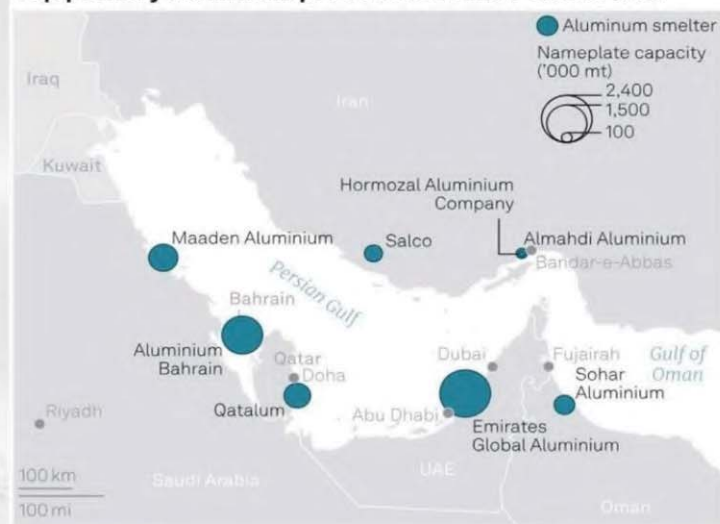 Aluminum smelter
Nameplate capacity
('000 mt)
2,400
1,500
100
Iraq
Iran
Kuwait
Hormozal Aluminium
Company
Maaden Aluminium
Salco
Almahdi Aluminium
Bandar-e-Abbas
Persian Gulf
Bahrain
Aluminium
Bahrain
Qatar
Doha
Dubai
Fujairah
Gulf of
Oman
Qatalum
Sohar
Aluminium
Riyadh
Abu Dhabi
Emirates
Global Aluminium
100 km
100 mi
Saudi Arabia
UAE
Oman